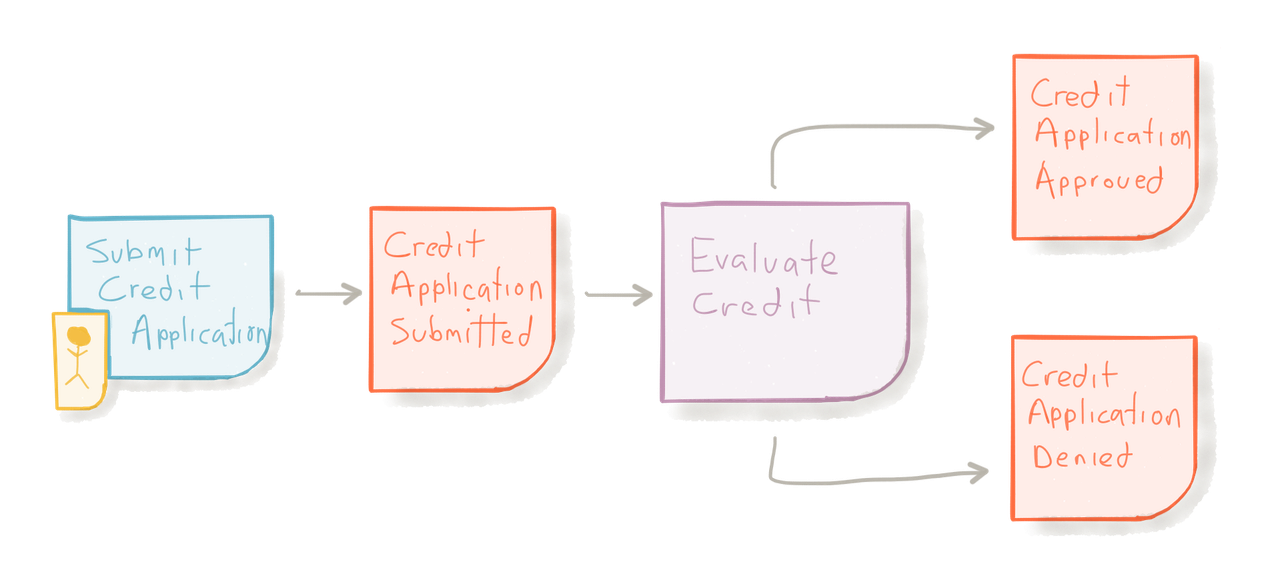 Submit
Credit
Application
Credit
Application
Submitted
Evaluate
Credit
Credit
Application
Approved
Credit
Application
Denied